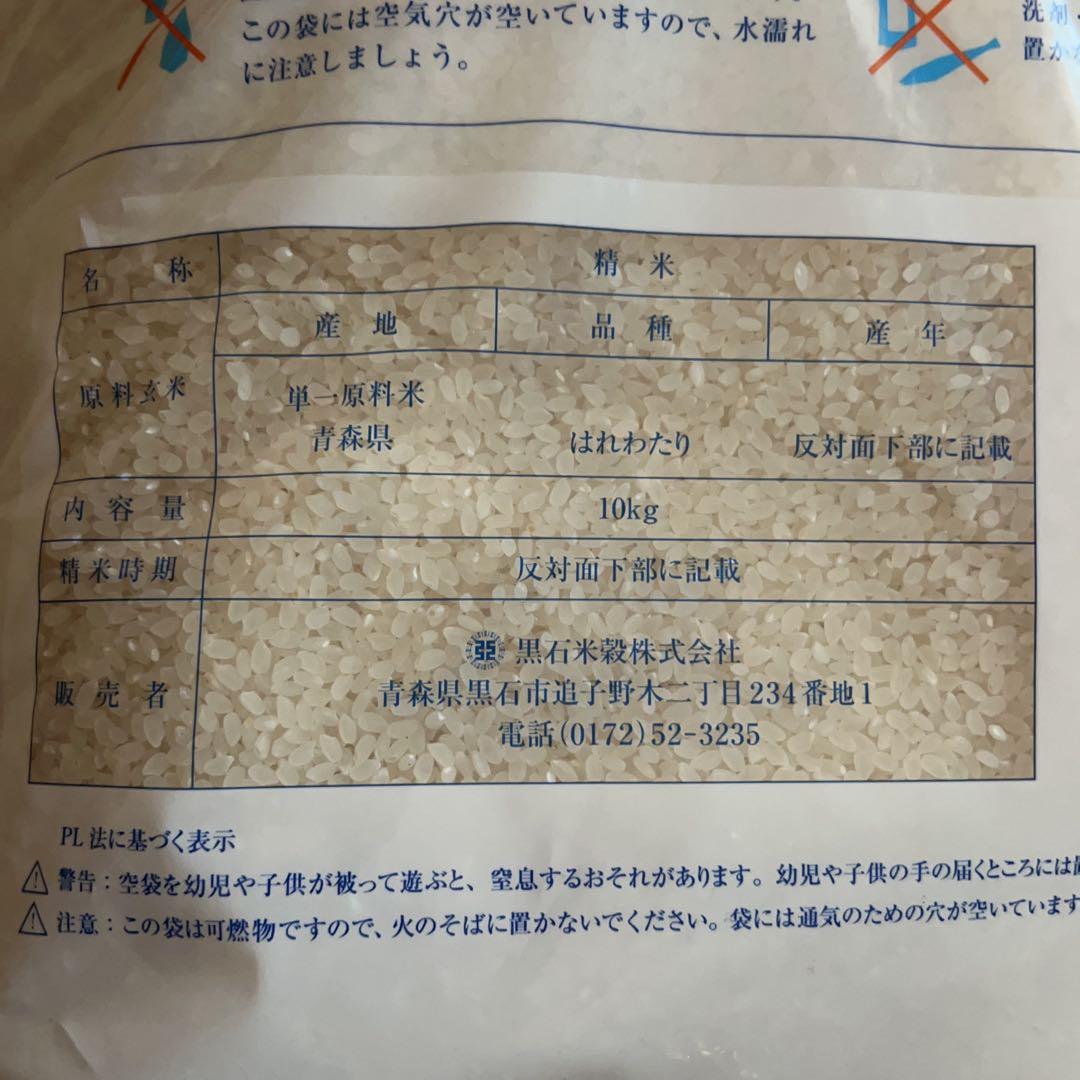 この袋には空気穴が空いていますので、水濡れ
に注意しましょう。
洗剤
置か
名称 精米
産地 品種 産年
原料玄米
単一原料米
青森県 はれわたり 反対面下部に記載
内容量 10kg
精米時期 反対面下部に記載
販売者
黒石米穀株式会社
青森県黒石市追子野木二丁目234番地1
電話(0172)52-3235
PL法に基づく表示
警告：空袋を幼児や子供が被って遊ぶと、窒息するおそれがあります。幼児や子供の手の届くところには
注意：この袋は可燃物ですので、火のそばに置かないでください。袋には通気のための穴が空いています